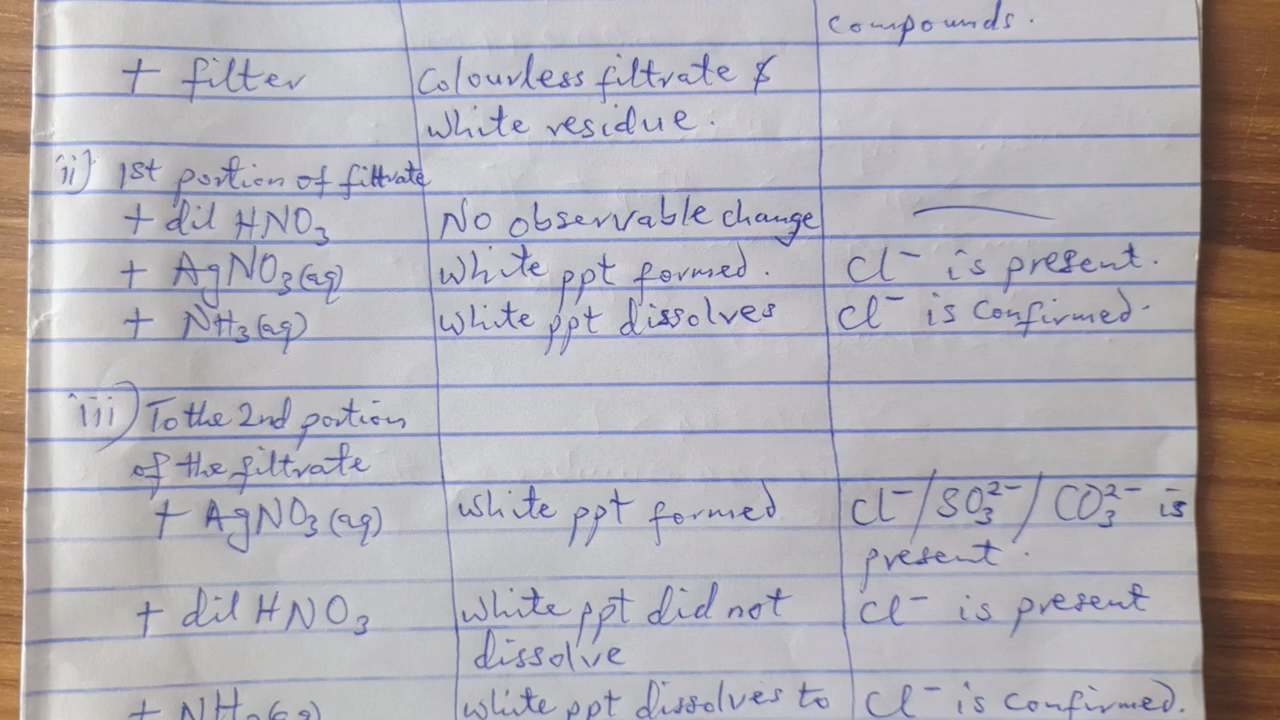 compounds.
+ filter Colourless filtrate &
white residue.
ii) 1st portion of filtrate
+ dil HNO₃ No observable change
+ AgNO₃(aq) white ppt formed. Cl⁻ is present.
+ NH₃(aq) white ppt dissolves Cl⁻ is confirmed.
iii) To the 2nd portion
of the filtrate
+ AgNO₃(aq) white ppt formed Cl⁻/SO₃²⁻/CO₃²⁻ is
present.
+ dil HNO₃ white ppt did not Cl⁻ is present
dissolve
+ NH₃(aq) white ppt dissolves to Cl⁻ is confirmed.